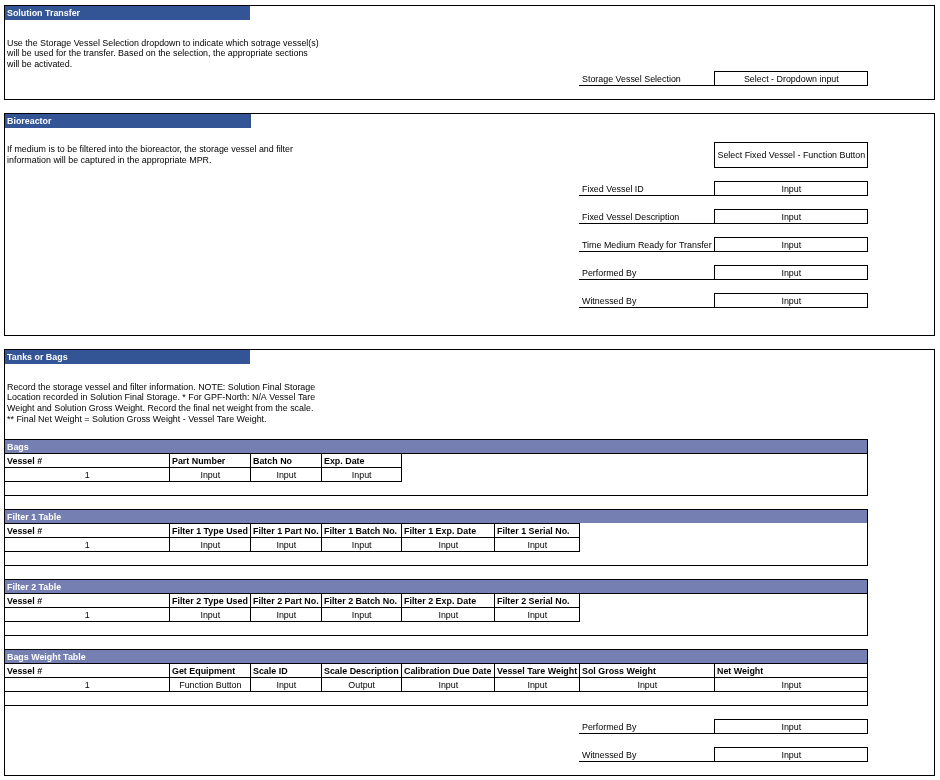 Solution Transfer
Use the Storage Vessel Selection dropdown to indicate which sotrage vessel(s)
will be used for the transfer. Based on the selection, the appropriate sections
will be activated.
Storage Vessel Selection Select - Dropdown input
Bioreactor
If medium is to be filtered into the bioreactor, the storage vessel and filter
information will be captured in the appropriate MPR.
Select Fixed Vessel - Function Button
Fixed Vessel ID Input
Fixed Vessel Description Input
Time Medium Ready for Transfer Input
Performed By Input
Witnessed By Input
Tanks or Bags
Record the storage vessel and filter information. NOTE: Solution Final Storage
Location recorded in Solution Final Storage. * For GPF-North: N/A Vessel Tare
Weight and Solution Gross Weight. Record the final net weight from the scale.
** Final Net Weight = Solution Gross Weight - Vessel Tare Weight.
Bags
Vessel # Part Number Batch No Exp. Date
1 Input Input Input
Filter 1 Table
Vessel # Filter 1 Type Used Filter 1 Part No. Filter 1 Batch No. Filter 1 Exp. Date Filter 1 Serial No.
1 Input Input Input Input Input
Filter 2 Table
Vessel # Filter 2 Type Used Filter 2 Part No. Filter 2 Batch No. Filter 2 Exp. Date Filter 2 Serial No.
1 Input Input Input Input Input
Bags Weight Table
Vessel # Get Equipment Scale ID Scale Description Calibration Due Date Vessel Tare Weight Sol Gross Weight Net Weight
1 Function Button Input Output Input Input Input Input
Performed By Input
Witnessed By Input